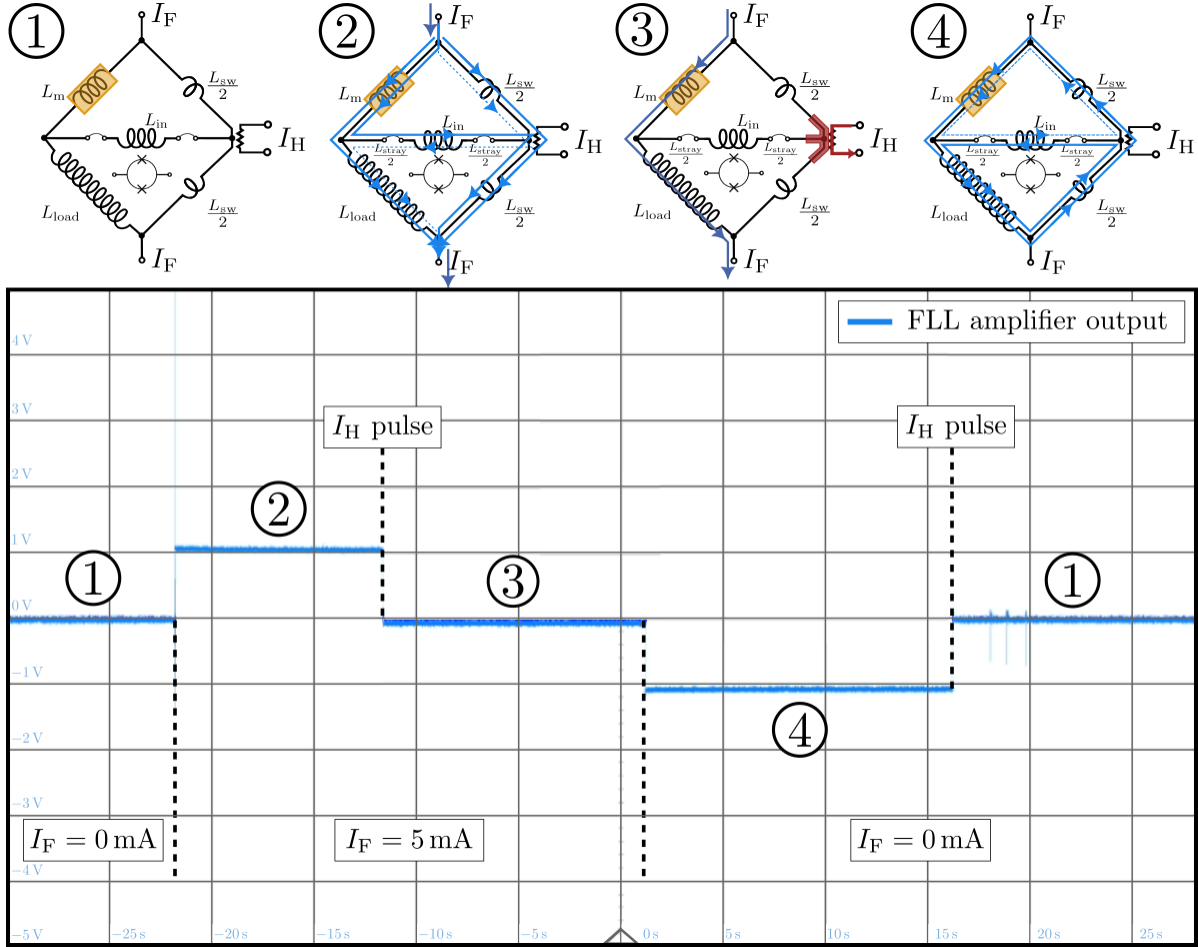 1
I_F
L_m
L_sw/2
L_in
I_H
L_load
L_sw/2
I_F
2
I_F
L_m
L_sw/2
L_in
I_H
L_stray/2
L_stray/2
L_load
L_sw/2
I_F
3
I_F
L_m
L_in
L_sw/2
I_H
L_stray/2
L_stray/2
L_load
L_sw/2
I_F
4
I_F
L_m
L_sw/2
L_in
I_H
L_stray/2
L_stray/2
L_load
L_sw/2
I_F
FLL amplifier output
4 V
3 V
I_H pulse
I_H pulse
2 V
2
1 V
1
3
1
0 V
−1 V
4
−2 V
−3 V
I_F = 0 mA
I_F = 5 mA
I_F = 0 mA
−4 V
−5 V
−25 s
−20 s
−15 s
−10 s
−5 s
0 s
5 s
10 s
15 s
20 s
25 s